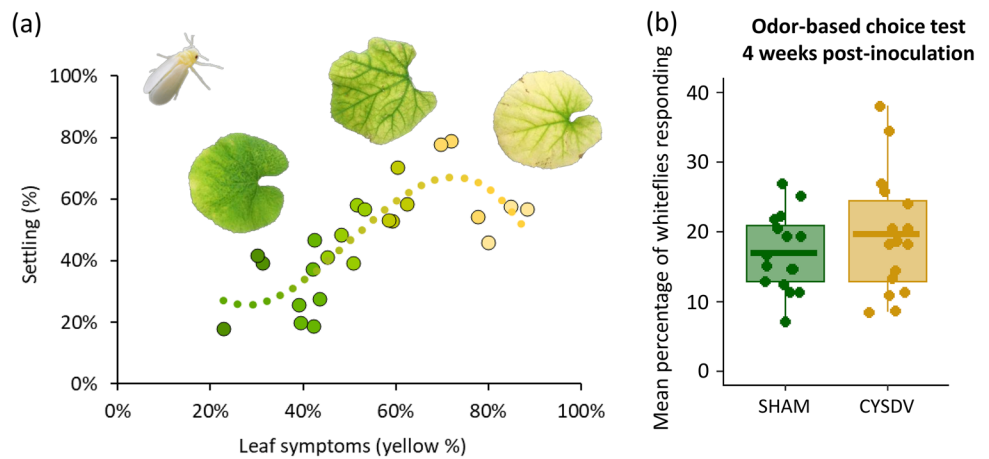 (a)
100%
80%
60%
40%
20%
0%
Settling (%)
0% 20% 40% 60% 80% 100%
Leaf symptoms (yellow %)
(b)
Odor-based choice test
4 weeks post-inoculation
Mean percentage of whiteflies responding
40
30
20
10
0
SHAM CYSDV